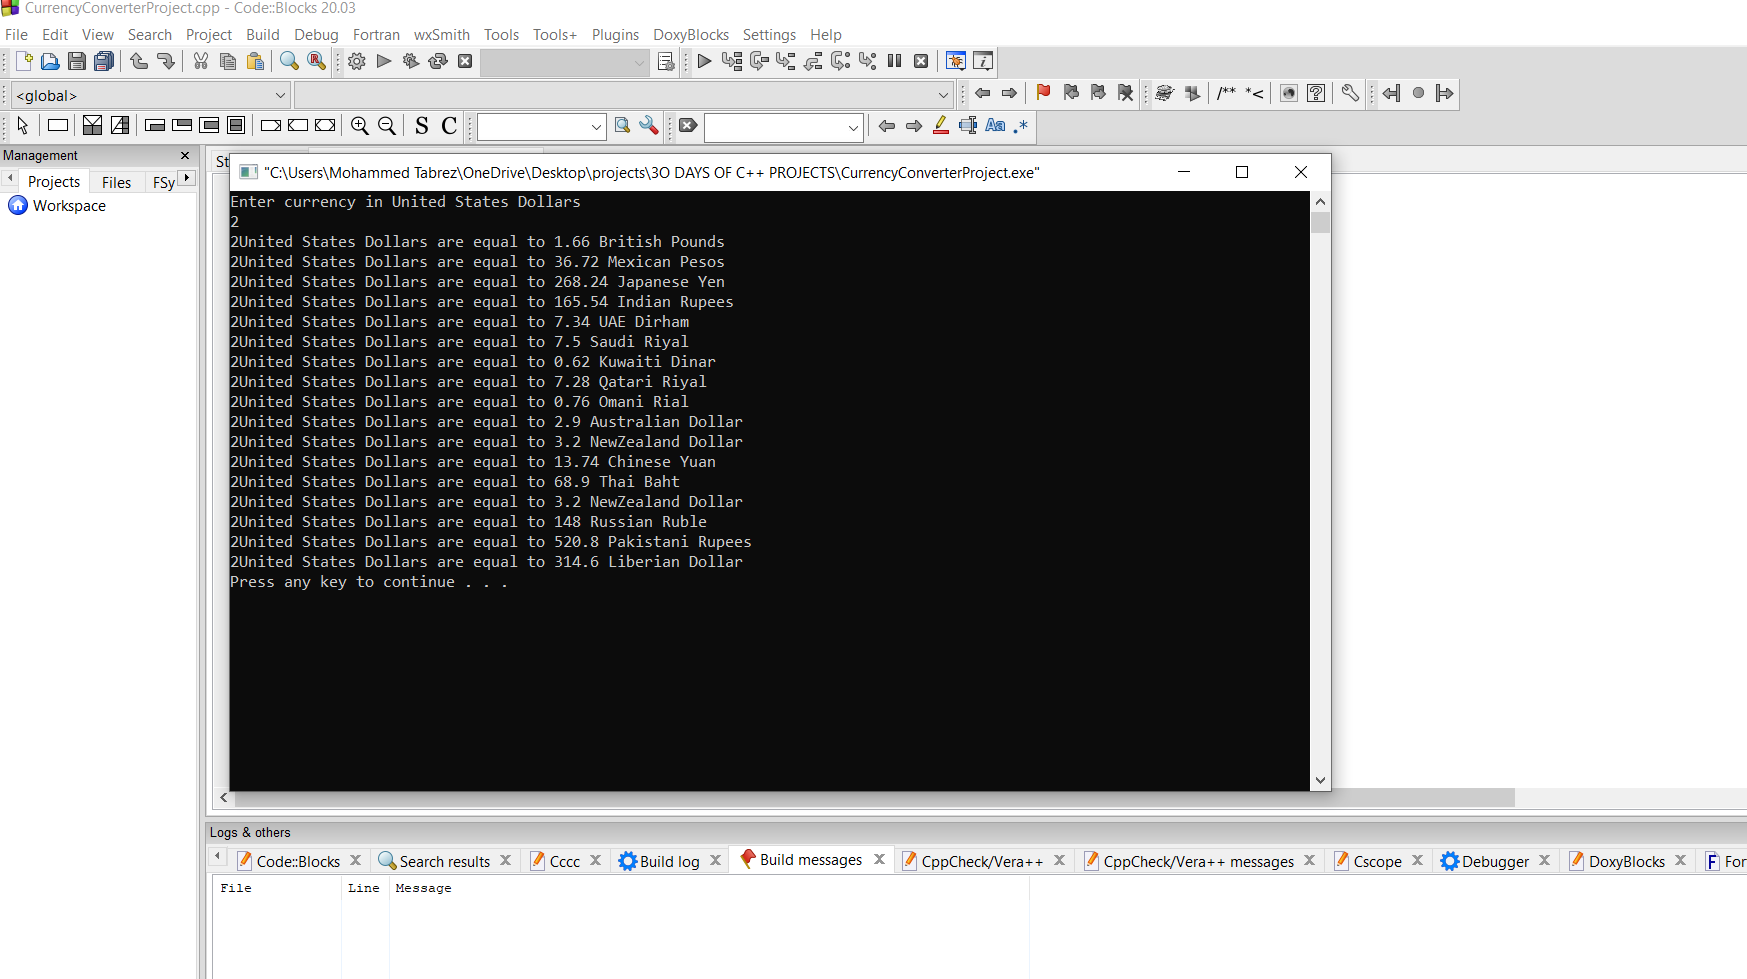 CurrencyConverterProject.cpp - Code::Blocks 20.03
File Edit View Search Project Build Debug Fortran wxSmith Tools Tools+ Plugins DoxyBlocks Settings Help
<global>
/** *<
S C
Aa .*
Management
Projects Files FSy
Workspace
St
"C:\Users\Mohammed Tabrez\OneDrive\Desktop\projects\3O DAYS OF C++ PROJECTS\CurrencyConverterProject.exe"
Enter currency in United States Dollars
2
2United States Dollars are equal to 1.66 British Pounds
2United States Dollars are equal to 36.72 Mexican Pesos
2United States Dollars are equal to 268.24 Japanese Yen
2United States Dollars are equal to 165.54 Indian Rupees
2United States Dollars are equal to 7.34 UAE Dirham
2United States Dollars are equal to 7.5 Saudi Riyal
2United States Dollars are equal to 0.62 Kuwaiti Dinar
2United States Dollars are equal to 7.28 Qatari Riyal
2United States Dollars are equal to 0.76 Omani Rial
2United States Dollars are equal to 2.9 Australian Dollar
2United States Dollars are equal to 3.2 NewZealand Dollar
2United States Dollars are equal to 13.74 Chinese Yuan
2United States Dollars are equal to 68.9 Thai Baht
2United States Dollars are equal to 3.2 NewZealand Dollar
2United States Dollars are equal to 148 Russian Ruble
2United States Dollars are equal to 520.8 Pakistani Rupees
2United States Dollars are equal to 314.6 Liberian Dollar
Press any key to continue . . .
Logs & others
Code::Blocks Search results Cccc Build log Build messages CppCheck/Vera++ CppCheck/Vera++ messages Cscope Debugger DoxyBlocks For
File Line Message